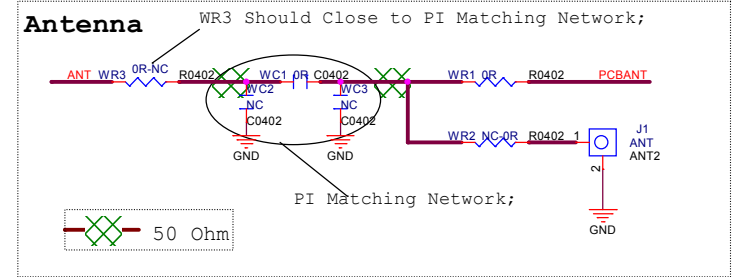 Antenna
WR3 Should Close to PI Matching Network;
ANT WR3 0R-NC R0402 WC1 0R C0402 WR1 0R R0402 PCBANT
WC2 WC3
NC NC
C0402 C0402
GND GND
WR2 NC-0R R0402 1 J1
ANT
ANT2
2
GND
PI Matching Network;
50 Ohm